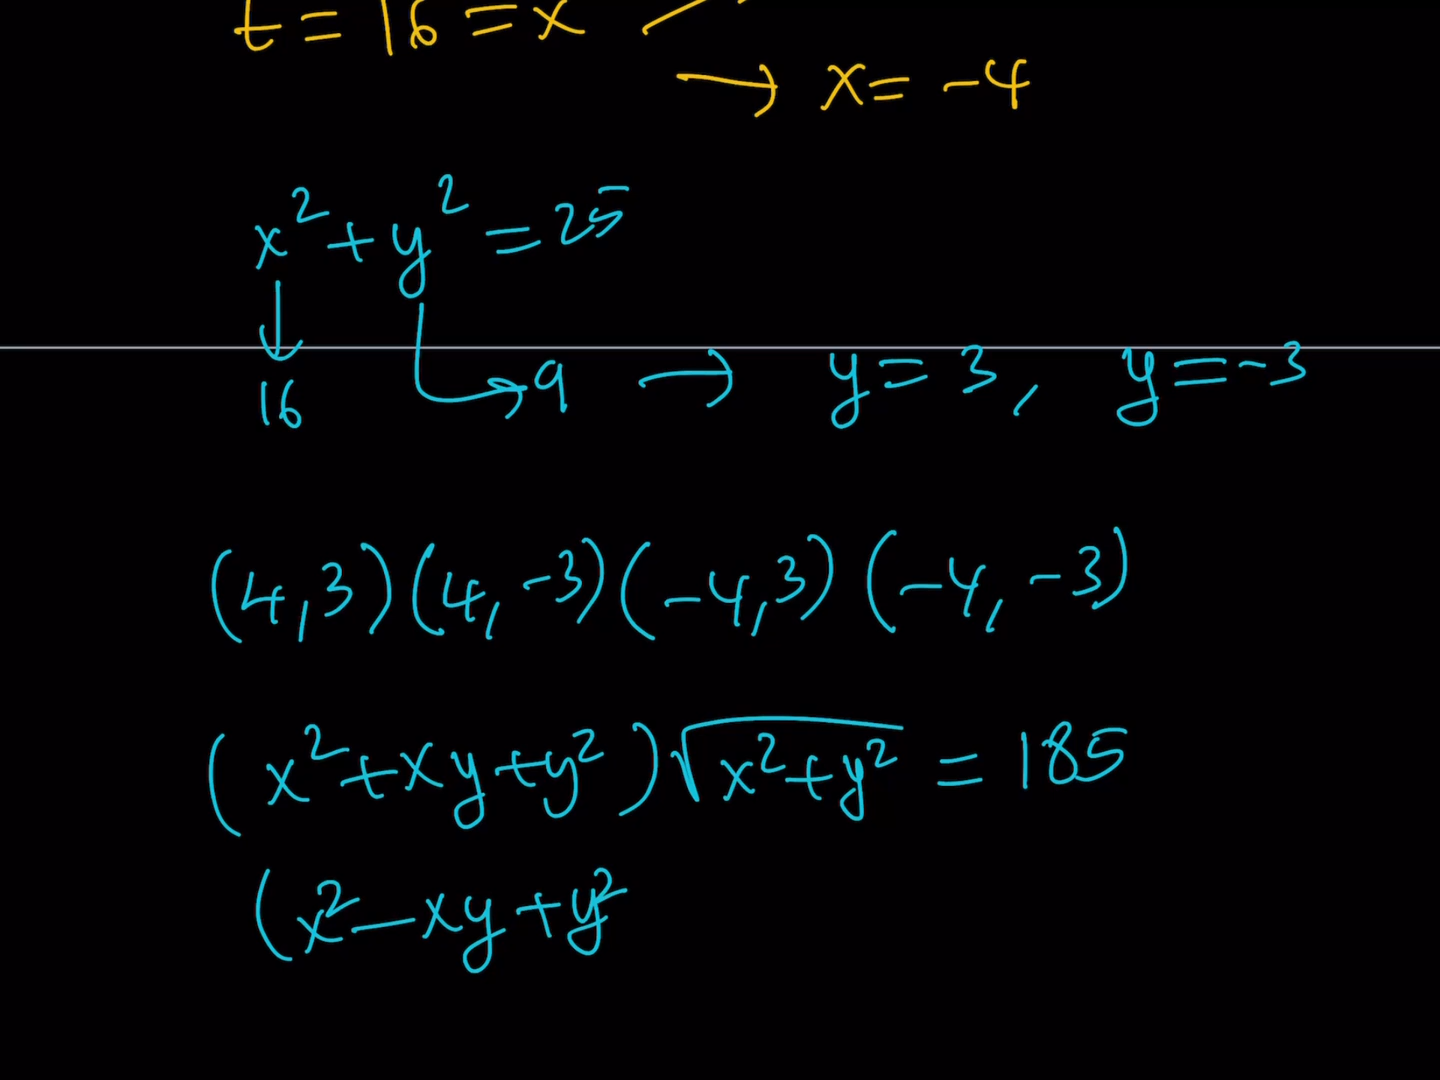 t = 16 = x
→ x = -4
x² + y² = 25
16 9 → y = 3, y = -3
(4,3) (4,-3) (-4,3) (-4,-3)
(x² + xy + y²)√x² + y² = 185
(x² - xy + y²